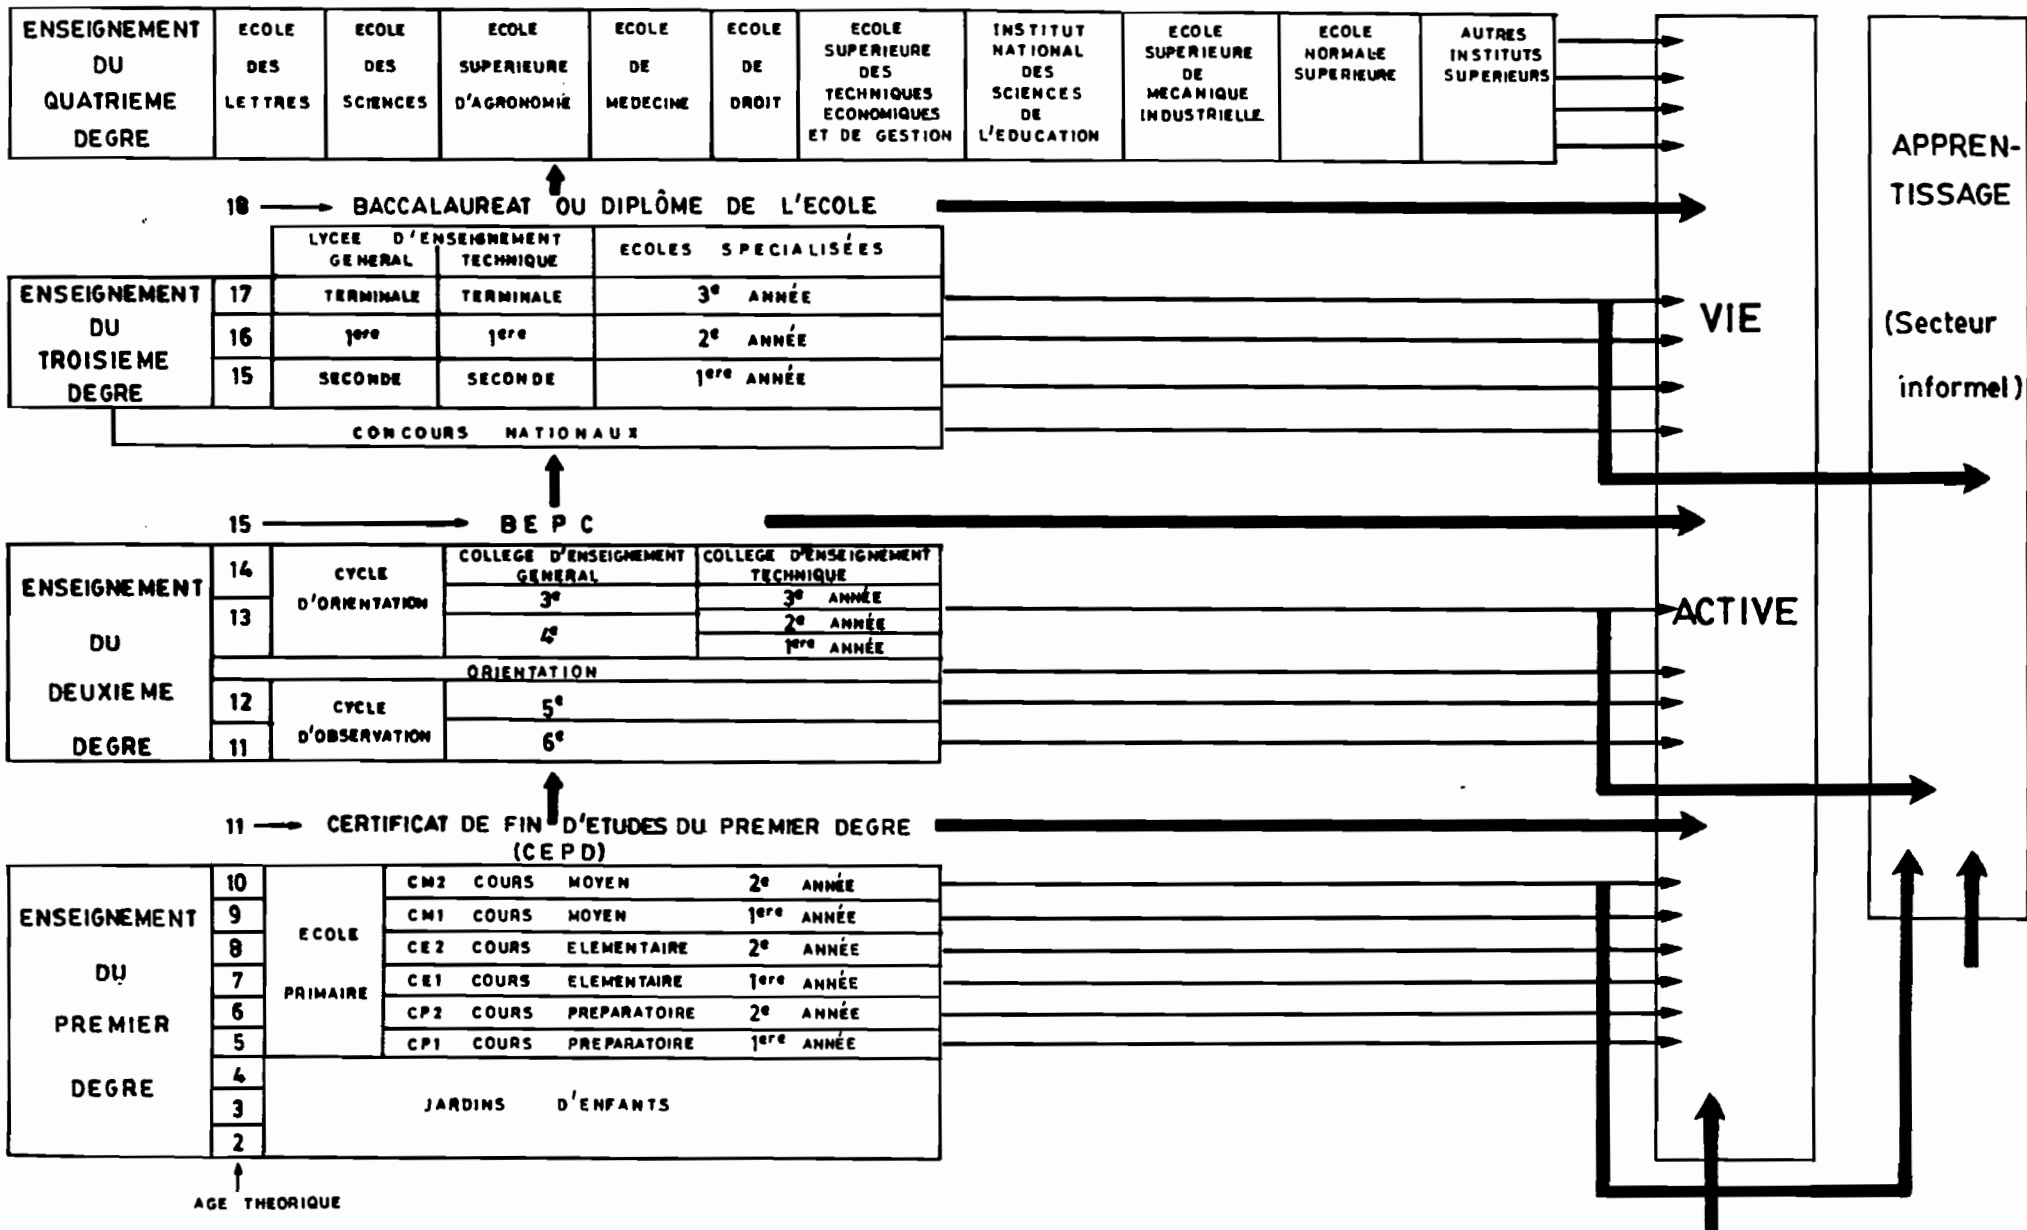 ENSEIGNEMENT
DU
QUATRIEME
DEGRE
ECOLE
DES
LETTRES
ECOLE
DES
SCIENCES
ECOLE
SUPERIEURE
D'AGRONOMIE
ECOLE
DE
MEDECINE
ECOLE
DE
DROIT
ECOLE
SUPERIEURE
DES
TECHNIQUES
ECONOMIQUES
ET DE GESTION
INSTITUT
NATIONAL
DES
SCIENCES
DE
L'EDUCATION
ECOLE
SUPERIEURE
DE
MECANIQUE
INDUSTRIELLE
ECOLE
NORMALE
SUPERIEURE
AUTRES
INSTITUTS
SUPERIEURS
18 BACCALAUREAT OU DIPLÔME DE L'ECOLE
LYCEE D'ENSEIGNEMENT
GENERAL TECHNIQUE
ECOLES SPECIALISÉES
ENSEIGNEMENT
DU
TROISIEME
DEGRE
17 TERMINALE TERMINALE 3e ANNÉE
16 1ere 1ere 2e ANNÉE
15 SECONDE SECONDE 1ere ANNÉE
CONCOURS NATIONAUX
15 BEPC
ENSEIGNEMENT
DU
DEUXIEME
DEGRE
14
13
CYCLE
D'ORIENTATION
COLLEGE D'ENSEIGNEMENT
GENERAL
3e
4e
COLLEGE D'ENSEIGNEMENT
TECHNIQUE
3e ANNÉE
2e ANNÉE
1ere ANNÉE
ORIENTATION
12
11
CYCLE
D'OBSERVATION
5e
6e
11 CERTIFICAT DE FIN D'ETUDES DU PREMIER DEGRE
(CEPD)
ENSEIGNEMENT
DU
PREMIER
DEGRE
ECOLE
PRIMAIRE
10 CM2 COURS MOYEN 2e ANNÉE
9 CM1 COURS MOYEN 1ere ANNÉE
8 CE2 COURS ELEMENTAIRE 2e ANNÉE
7 CE1 COURS ELEMENTAIRE 1ere ANNÉE
6 CP2 COURS PREPARATOIRE 2e ANNÉE
5 CP1 COURS PREPARATOIRE 1ere ANNÉE
4
3
2
JARDINS D'ENFANTS
AGE THEORIQUE
VIE
ACTIVE
APPREN-
TISSAGE
(Secteur
informel)